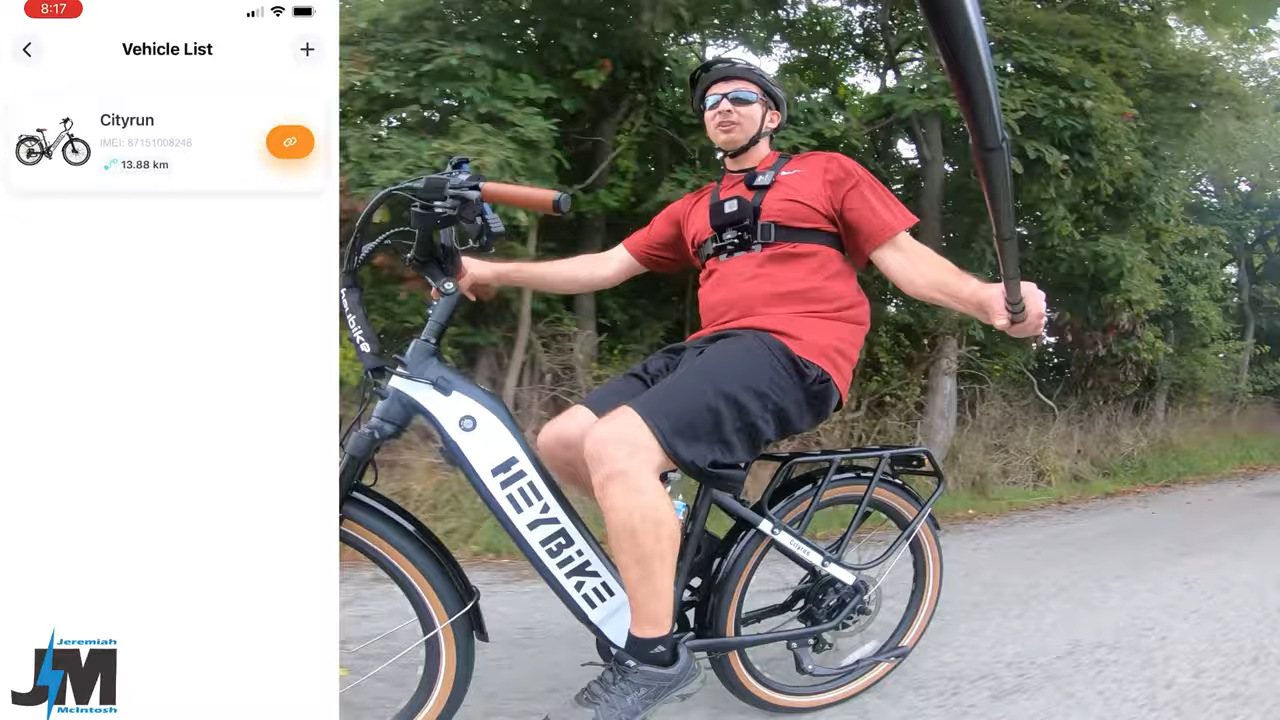 8:17
Vehicle List
Cityrun
IMEI: 87151008248
13.88 km
heybike
HEYBIKE
Cityrun
Jeremiah
JM
McIntosh